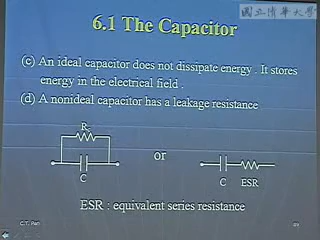 國立清華大學
6.1 The Capacitor
(c) An ideal capacitor does not dissipate energy . It stores
energy in the electrical field .
(d) A nonideal capacitor has a leakage resistance
R
or
C
C ESR
ESR : equivalent series resistance
C.T. Pan